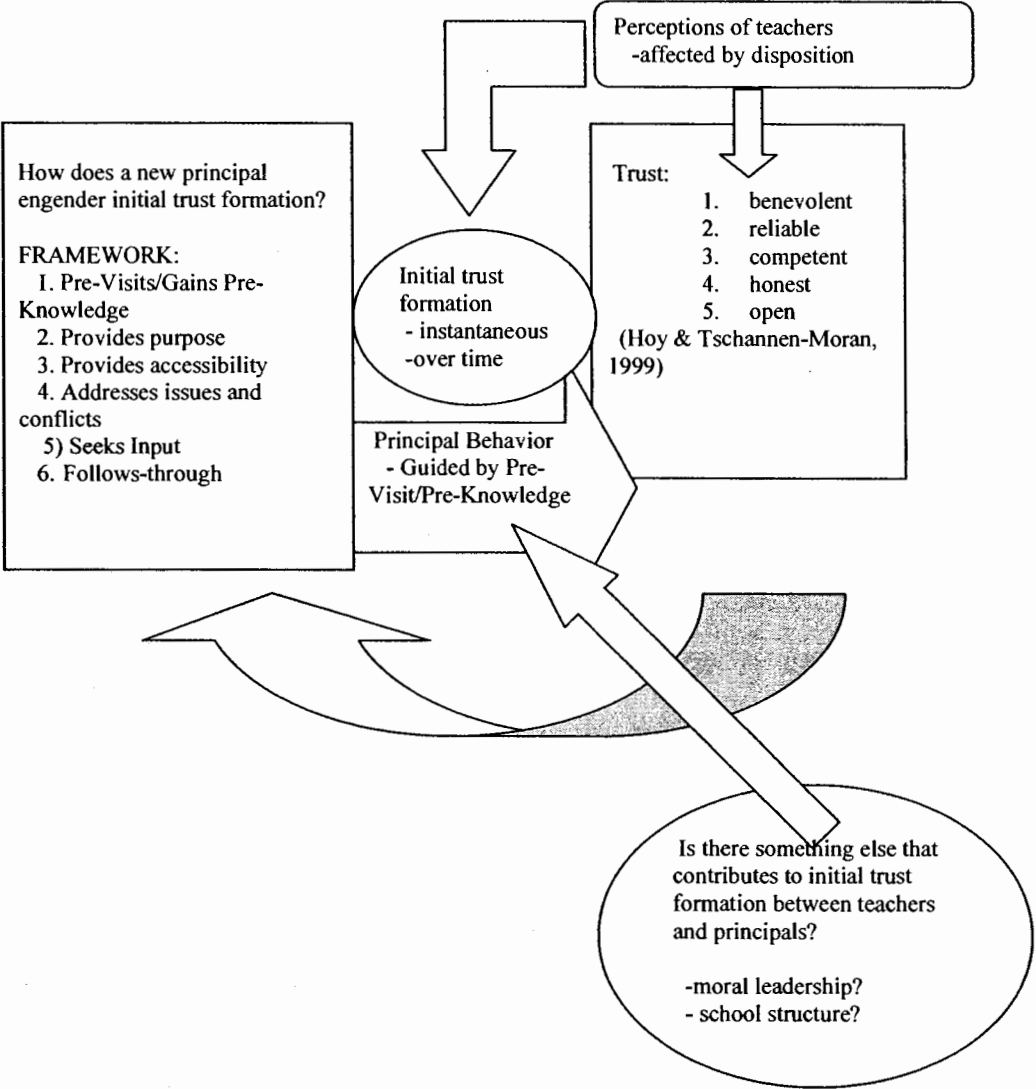 Perceptions of teachers
-affected by disposition
How does a new principal
engender initial trust formation?
FRAMEWORK:
1. Pre-Visits/Gains Pre-
Knowledge
2. Provides purpose
3. Provides accessibility
4. Addresses issues and
conflicts
5) Seeks Input
6. Follows-through
Initial trust
formation
- instantaneous
-over time
Principal Behavior
- Guided by Pre-
Visit/Pre-Knowledge
Trust:
1. benevolent
2. reliable
3. competent
4. honest
5. open
(Hoy & Tschannen-Moran,
1999)
Is there something else that
contributes to initial trust
formation between teachers
and principals?
-moral leadership?
- school structure?